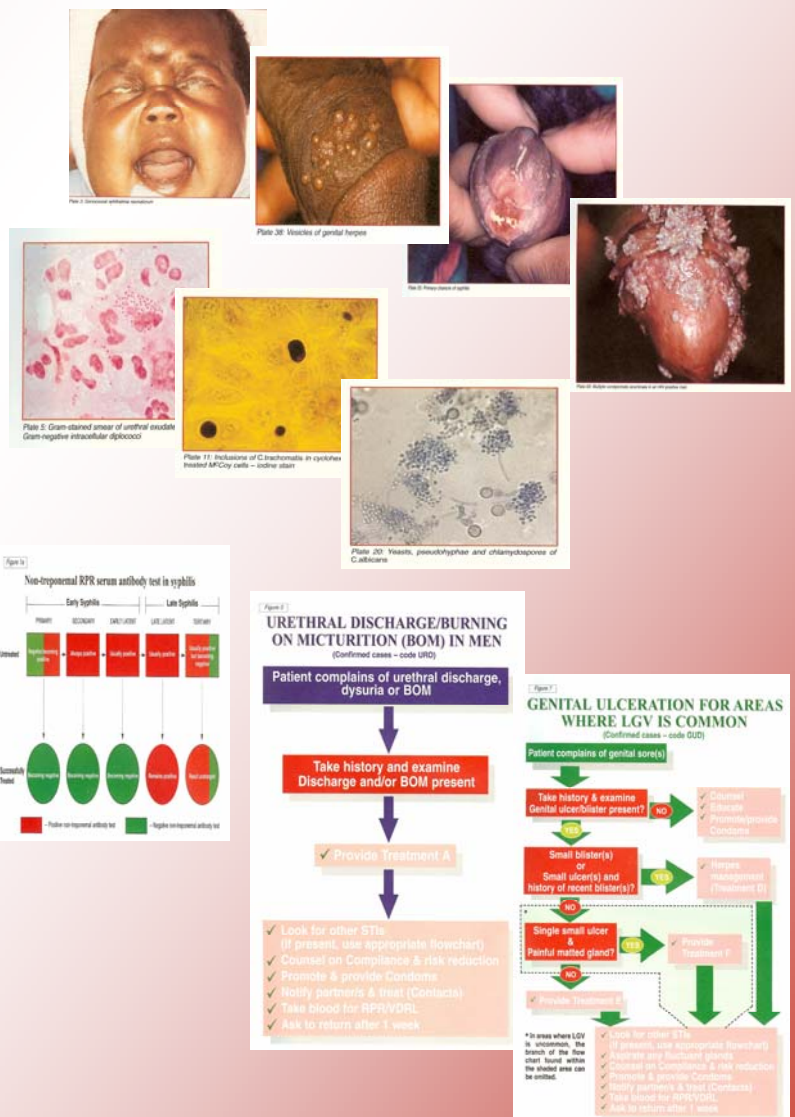 Plate 3: Gonococcal ophthalmia neonatorum
Plate 38: Vesicles of genital herpes
Plate 5: Gram-stained smear of urethral exudate
Gram-negative intracellular diplococci
Plate 11: Inclusions of C.trachomatis in
treated McCoy cells – iodine stain
Plate 20: Yeasts, pseudohyphae and chlamydospores of
C.albicans
Figure 1a
Non-treponemal RPR serum antibody test in syphilis
Early Syphilis
Late Syphilis
PRIMARY
SECONDARY
EARLY LATENT
LATE LATENT
TERTIARY
Untreated
Negative becoming
positive
Always positive
Usually positive
Usually positive
Usually positive
but becoming
negative
Successfully
Treated
Becoming negative
Becoming negative
Becoming negative
Remains positive
– Positive non-treponemal antibody test
– Negative non-treponemal antibody test
URETHRAL DISCHARGE/BURNING
ON MICTURITION (BOM) IN MEN
(Confirmed cases – code URD)
Patient complains of urethral discharge,
dysuria or BOM
Take history and examine
Discharge and/or BOM present
✓ Provide Treatment A
✓ Look for other STIs
(if present, use appropriate flowchart)
✓ Counsel on Compliance & risk reduction
✓ Promote & provide Condoms
✓ Notify partner/s & treat (Contacts)
✓ Take blood for RPR/VDRL
✓ Ask to return after 1 week
Figure 7
GENITAL ULCERATION FOR AREAS
WHERE LGV IS COMMON
(Confirmed cases – code GUD)
Patient complains of genital sore(s)
Take history & examine
Genital ulcer/blister present?
NO
✓ Counsel
✓ Educate
✓ Promote/provide
Condoms
YES
Small blister(s)
or
Small ulcer(s) and
history of recent blister(s)?
YES
✓ Herpes
management
(Treatment D)
NO
*
Single small ulcer
&
Painful matted gland?
YES
✓ Provide
Treatment F
NO
✓ Provide Treatment E
* In areas where LGV
is uncommon, the
branch of the flow
chart found within
the shaded area can
be omitted.
✓ Look for other STIs
(if present, use appropriate flowchart)
✓ Aspirate any fluctuant glands
✓ Counsel on Compliance & risk reduction
✓ Promote & provide Condoms
✓ Notify partner/s & treat (Contacts)
✓ Take blood for RPR/VDRL
✓ Ask to return after 1 week